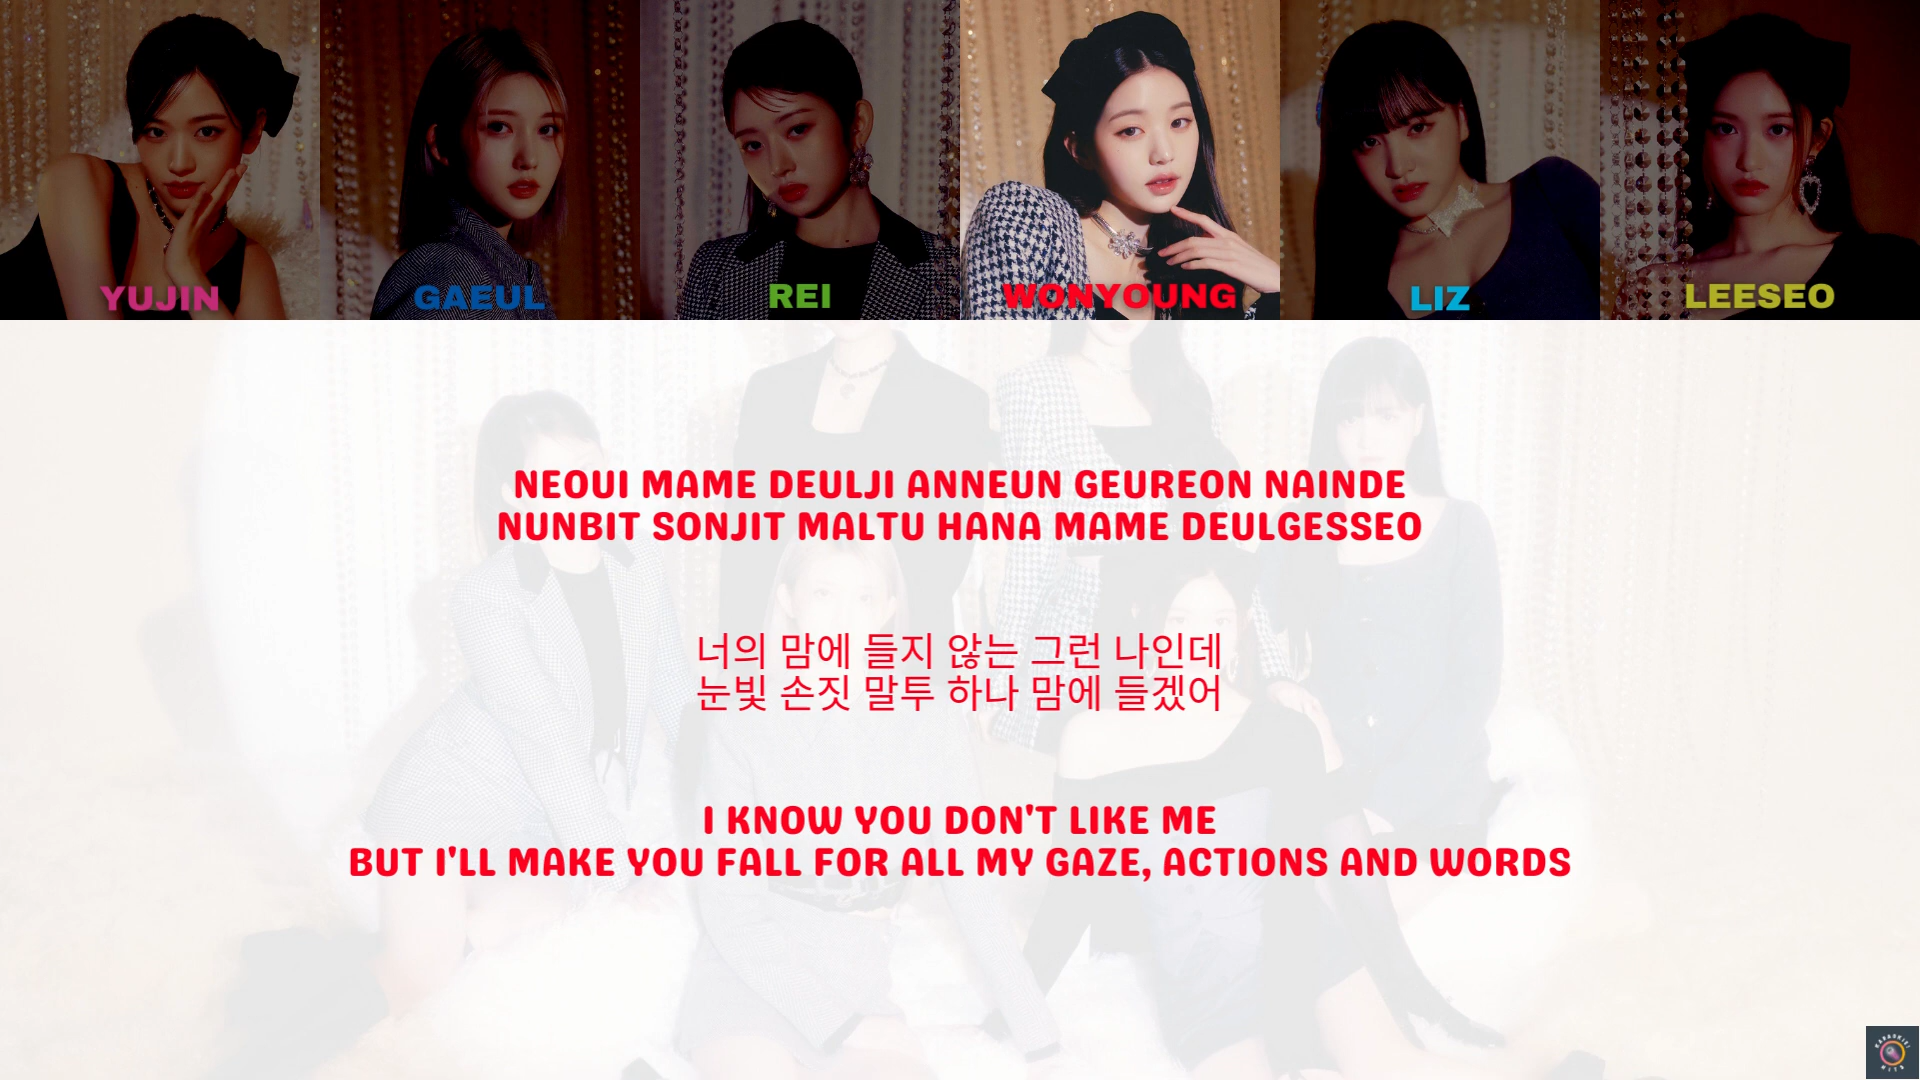 YUJIN
GAEUL
REI
WONYOUNG
LIZ
LEESEO
NEOUI MAME DEULJI ANNEUN GEUREON NAINDE
NUNBIT SONJIT MALTU HANA MAME DEULGESSEO
너의 맘에 들지 않는 그런 나인데
눈빛 손짓 말투 하나 맘에 들겠어
I KNOW YOU DON'T LIKE ME
BUT I'LL MAKE YOU FALL FOR ALL MY GAZE, ACTIONS AND WORDS